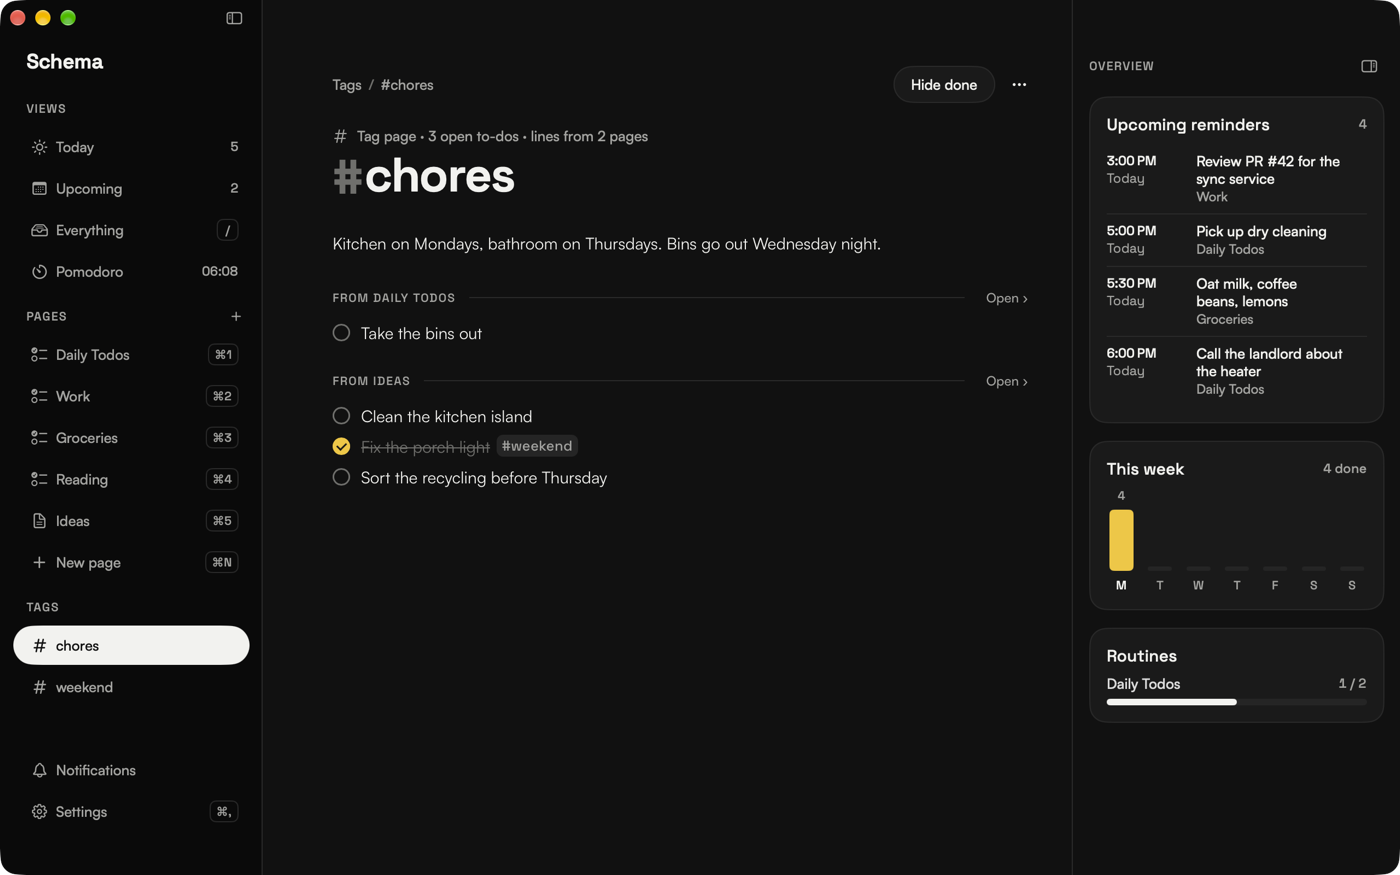 Schema
VIEWS
Today 5
Upcoming 2
Everything /
Pomodoro 06:08
PAGES +
Daily Todos ⌘1
Work ⌘2
Groceries ⌘3
Reading ⌘4
Ideas ⌘5
New page ⌘N
TAGS
# chores
# weekend
Notifications
Settings ⌘,
Tags / #chores
Hide done ···
# Tag page · 3 open to-dos · lines from 2 pages
#chores
Kitchen on Mondays, bathroom on Thursdays. Bins go out Wednesday night.
FROM DAILY TODOS Open ›
Take the bins out
FROM IDEAS Open ›
Clean the kitchen island
Fix the porch light #weekend
Sort the recycling before Thursday
OVERVIEW
Upcoming reminders 4
3:00 PM Review PR #42 for the
Today sync service
Work
5:00 PM Pick up dry cleaning
Today Daily Todos
5:30 PM Oat milk, coffee
Today beans, lemons
Groceries
6:00 PM Call the landlord about
Today the heater
Daily Todos
This week 4 done
4
M T W T F S S
Routines
Daily Todos 1 / 2